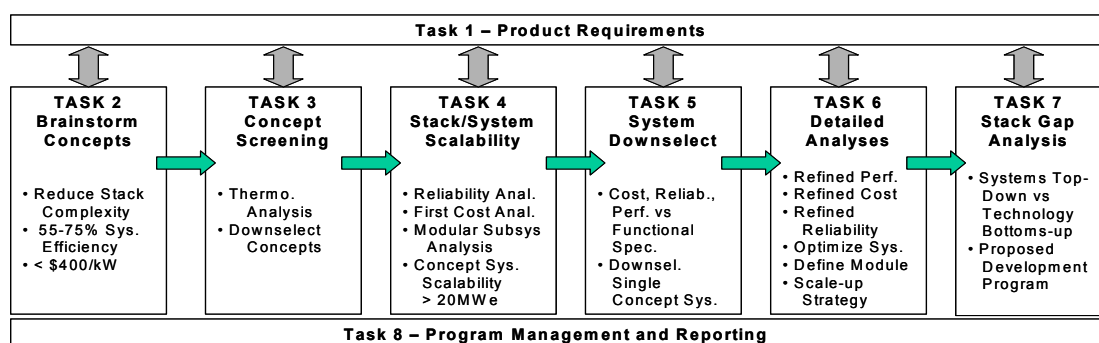 Task 1 – Product Requirements
TASK 2
Brainstorm
Concepts
• Reduce Stack
Complexity
• 55-75% Sys.
Efficiency
• < $400/kW
TASK 3
Concept
Screening
• Thermo.
Analysis
• Downselect
Concepts
TASK 4
Stack/System
Scalability
• Reliability Anal.
• First Cost Anal.
• Modular Subsys
Analysis
• Concept Sys.
Scalability
> 20MWe
TASK 5
System
Downselect
• Cost, Reliab.,
Perf. vs
Functional
Spec.
• Downsel.
Single
Concept Sys.
TASK 6
Detailed
Analyses
• Refined Perf.
• Refined Cost
• Refined
Reliability
• Optimize Sys.
• Define Module
• Scale-up
Strategy
TASK 7
Stack Gap
Analysis
• Systems Top-
Down vs
Technology
Bottoms-up
• Proposed
Development
Program
Task 8 – Program Management and Reporting